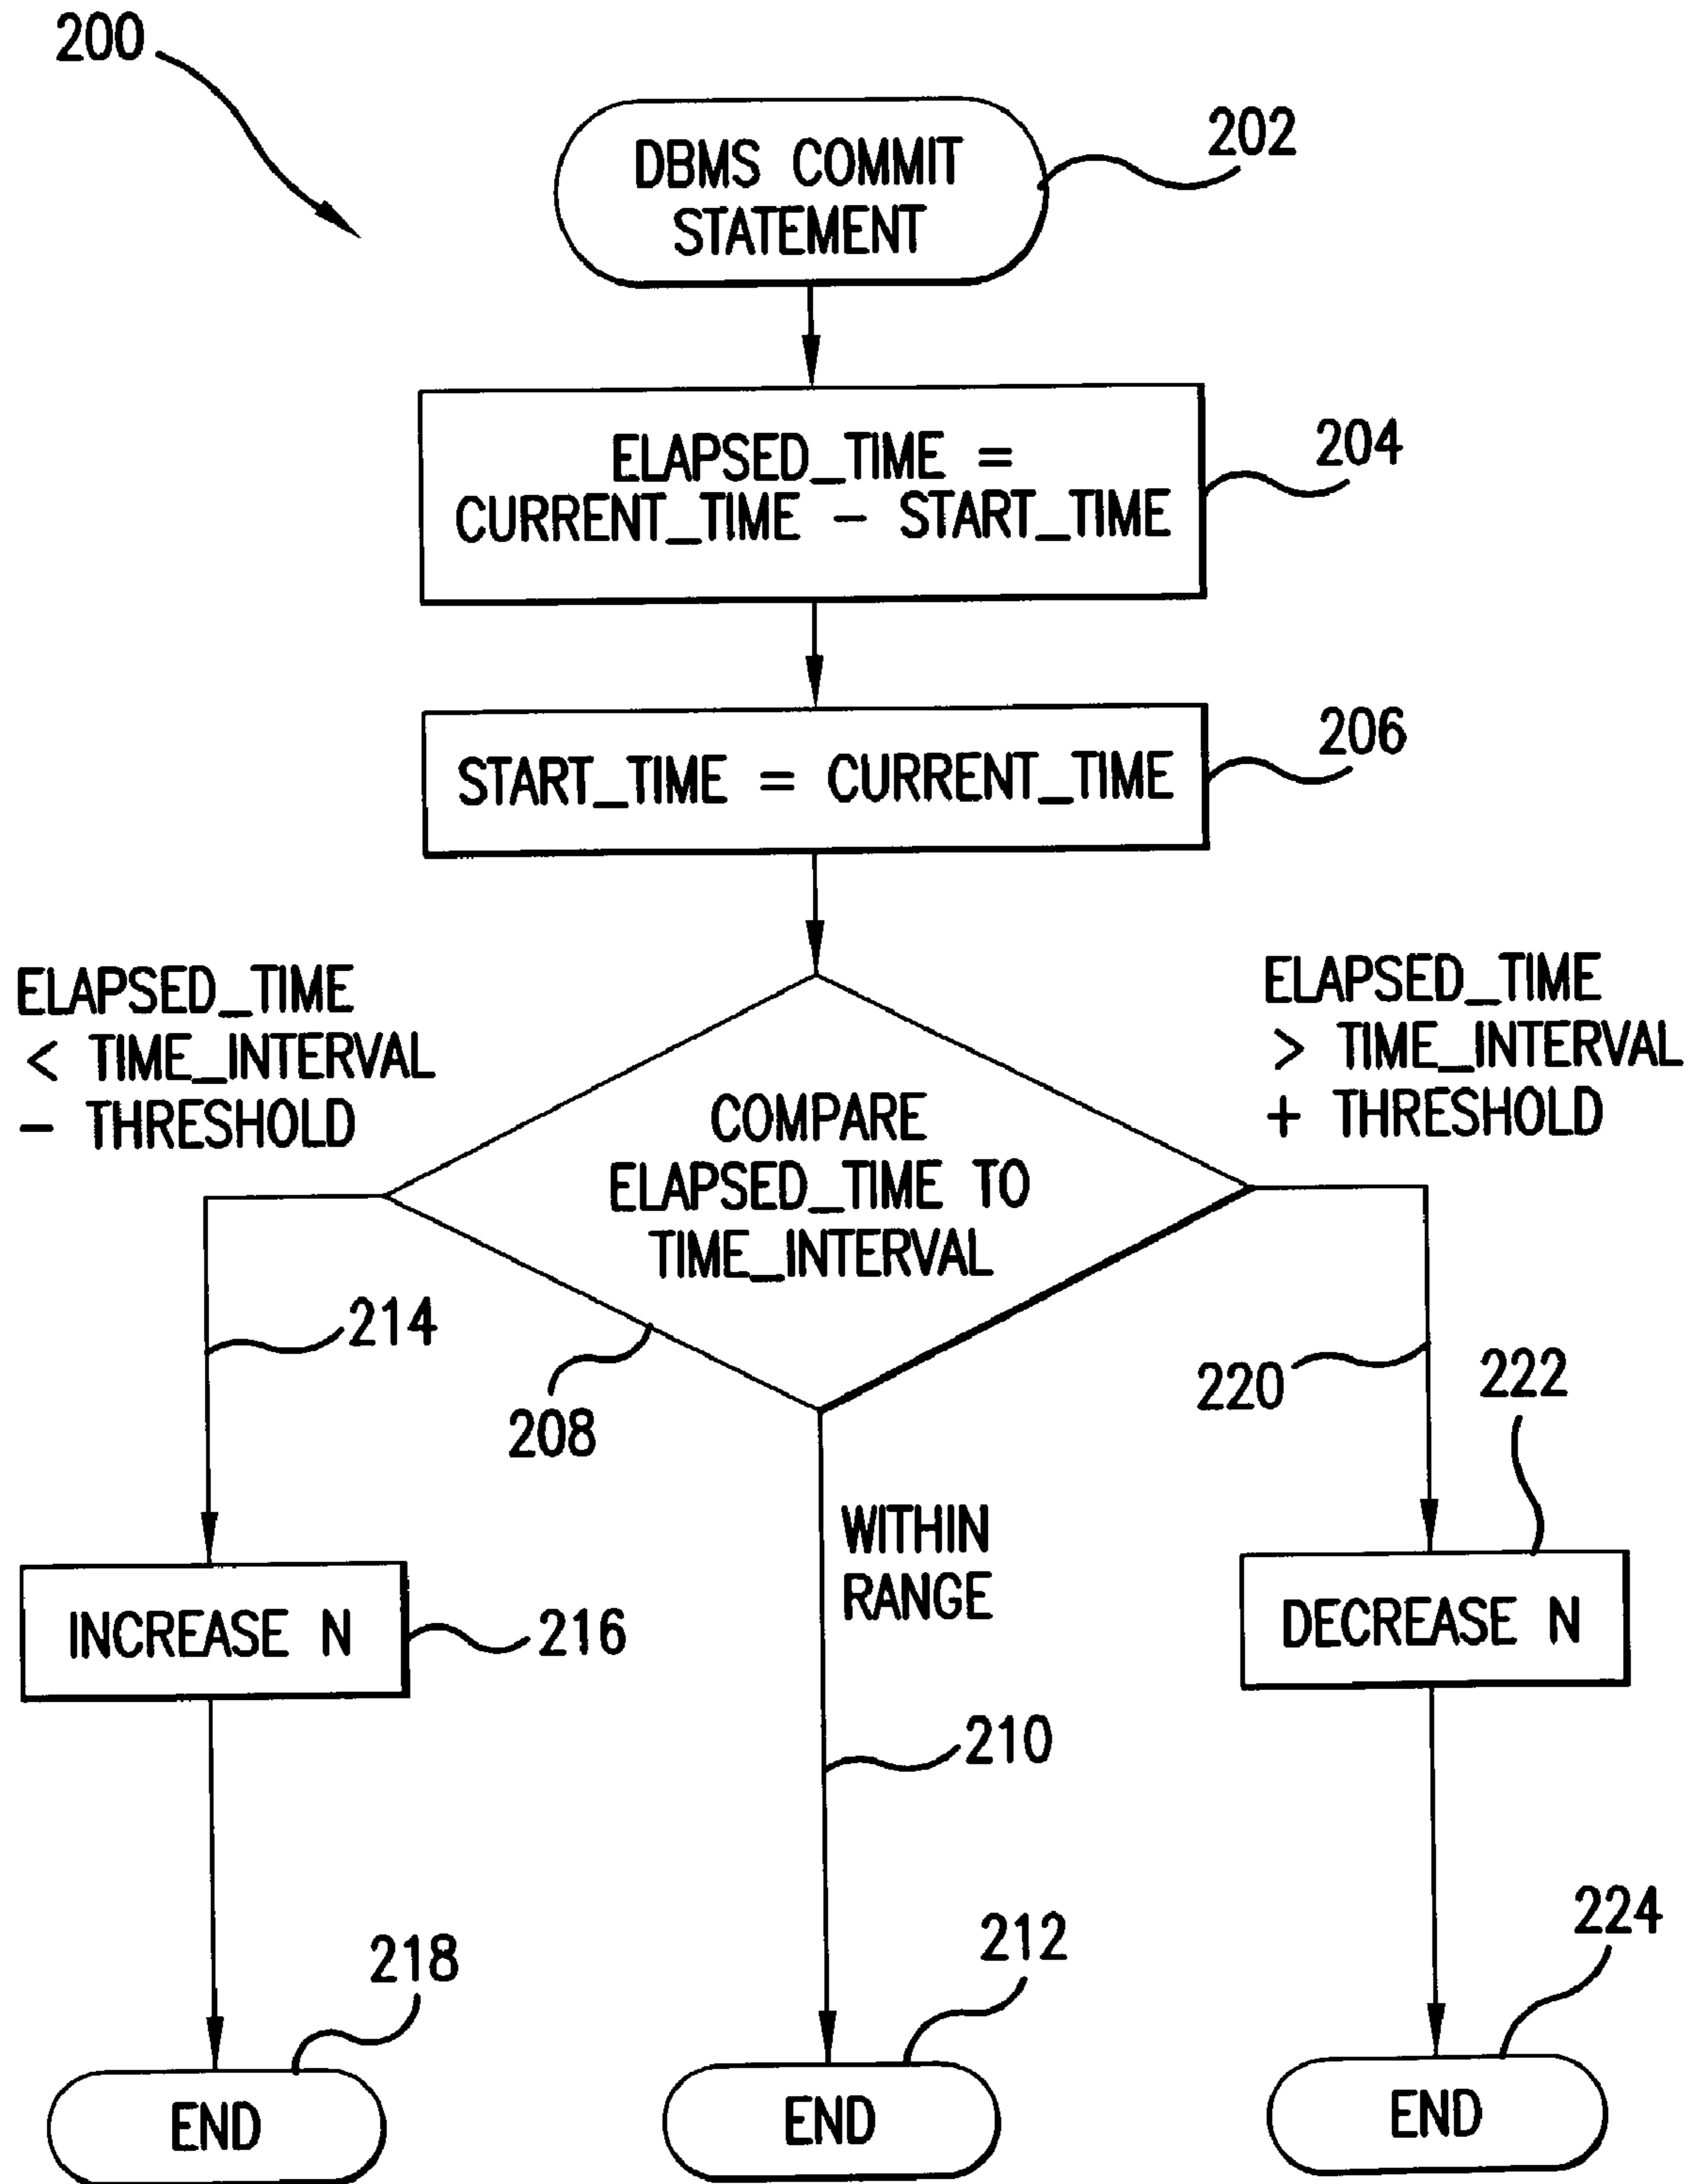 200
DBMS COMMIT
STATEMENT
202
ELAPSED_TIME =
CURRENT_TIME - START_TIME
204
START_TIME = CURRENT_TIME
206
ELAPSED_TIME
< TIME_INTERVAL
- THRESHOLD
COMPARE
ELAPSED_TIME TO
TIME_INTERVAL
ELAPSED_TIME
> TIME_INTERVAL
+ THRESHOLD
214
208
220
222
WITHIN
RANGE
INCREASE N
216
DECREASE N
210
218
212
224
END
END
END